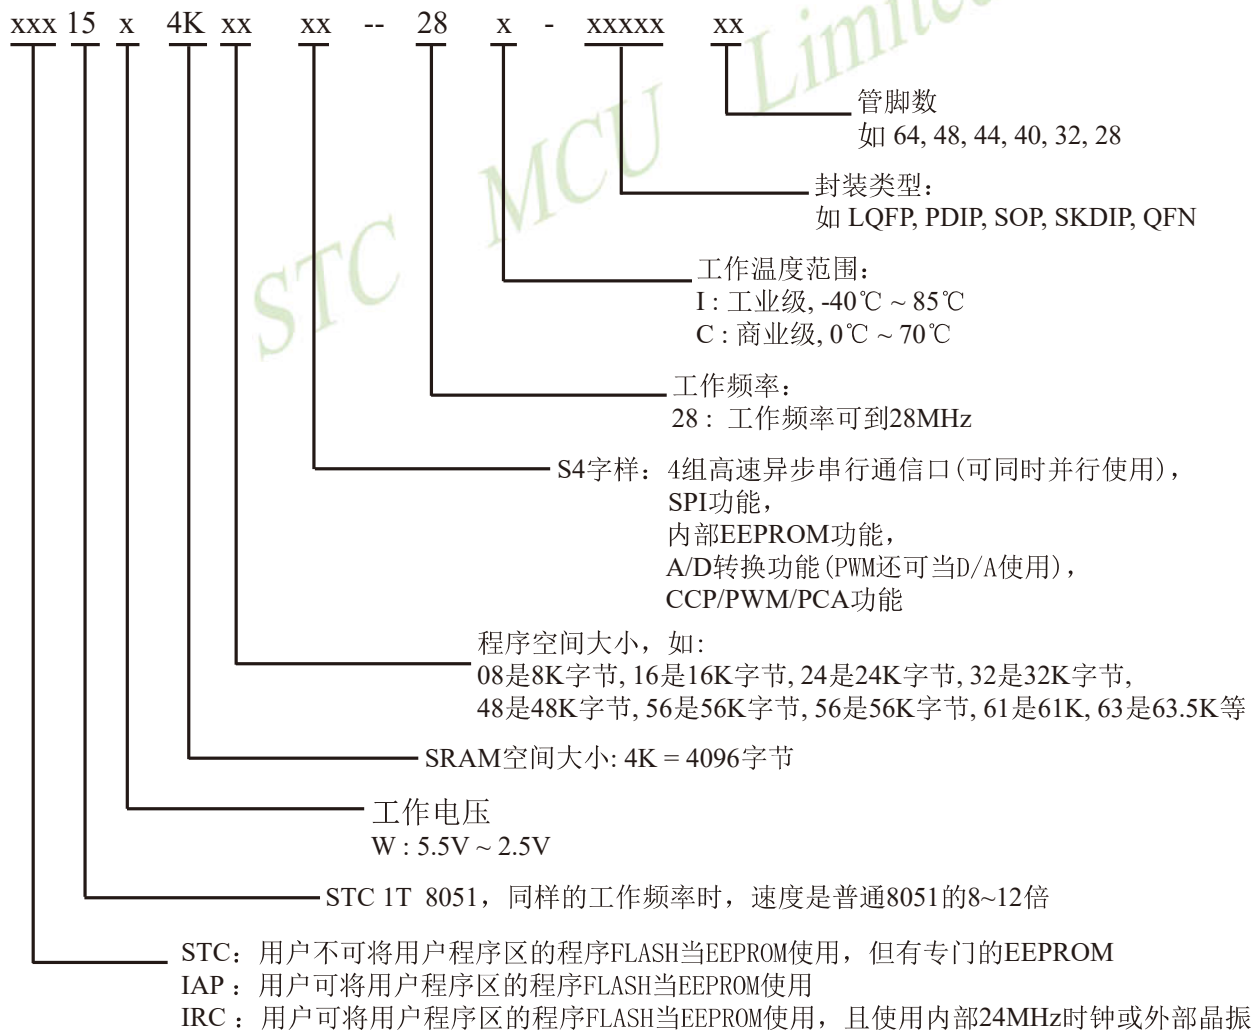 xxx 15 x 4K xx xx -- 28 x - xxxxx xx
管脚数
如 64, 48, 44, 40, 32, 28
封装类型：
如 LQFP, PDIP, SOP, SKDIP, QFN
工作温度范围：
I : 工业级, -40℃ ~ 85℃
C : 商业级, 0℃ ~ 70℃
工作频率：
28 : 工作频率可到28MHz
S4字样：4组高速异步串行通信口(可同时并行使用)，
SPI功能，
内部EEPROM功能，
A/D转换功能(PWM还可当D/A使用)，
CCP/PWM/PCA功能
程序空间大小，如：
08是8K字节, 16是16K字节, 24是24K字节, 32是32K字节,
48是48K字节, 56是56K字节, 56是56K字节, 61是61K, 63是63.5K等
SRAM空间大小: 4K = 4096字节
工作电压
W : 5.5V ~ 2.5V
STC 1T 8051，同样的工作频率时，速度是普通8051的8~12倍
STC：用户不可将用户程序区的程序FLASH当EEPROM使用，但有专门的EEPROM
IAP：用户可将用户程序区的程序FLASH当EEPROM使用
IRC：用户可将用户程序区的程序FLASH当EEPROM使用，且使用内部24MHz时钟或外部晶振
STC MCU Limited